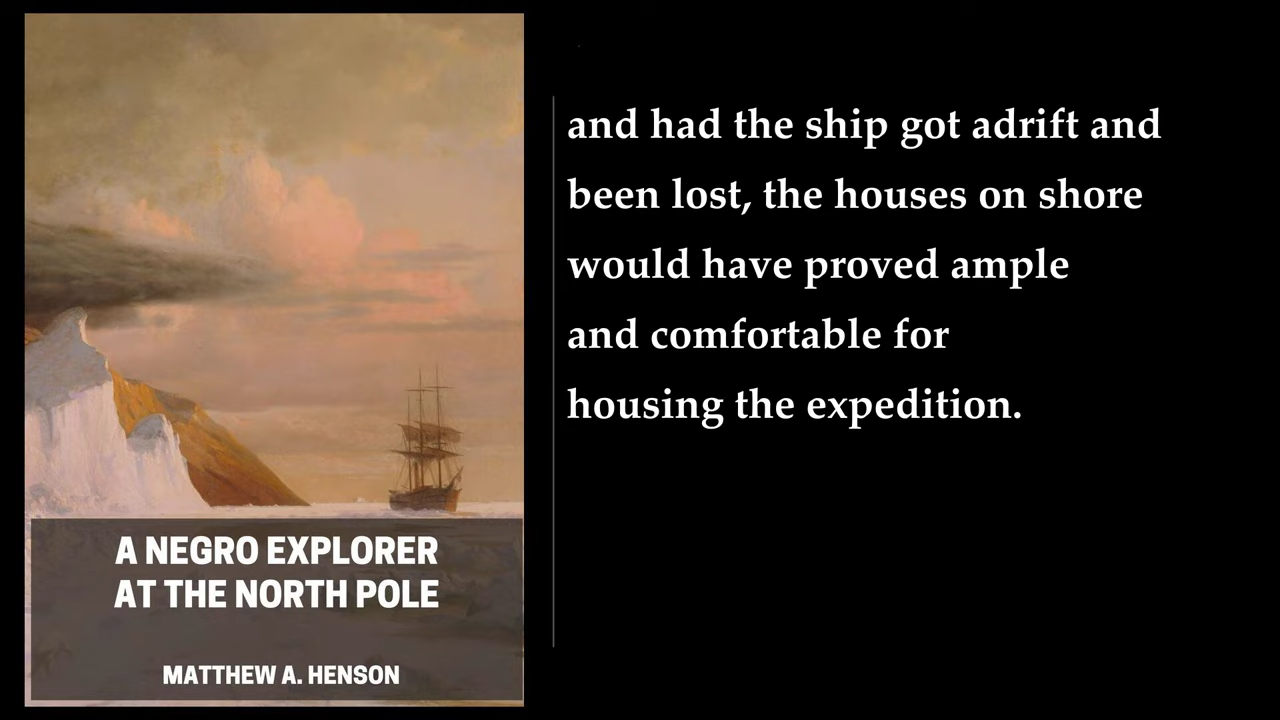 A NEGRO EXPLORER
AT THE NORTH POLE
MATTHEW A. HENSON
and had the ship got adrift and
been lost, the houses on shore
would have proved ample
and comfortable for
housing the expedition.